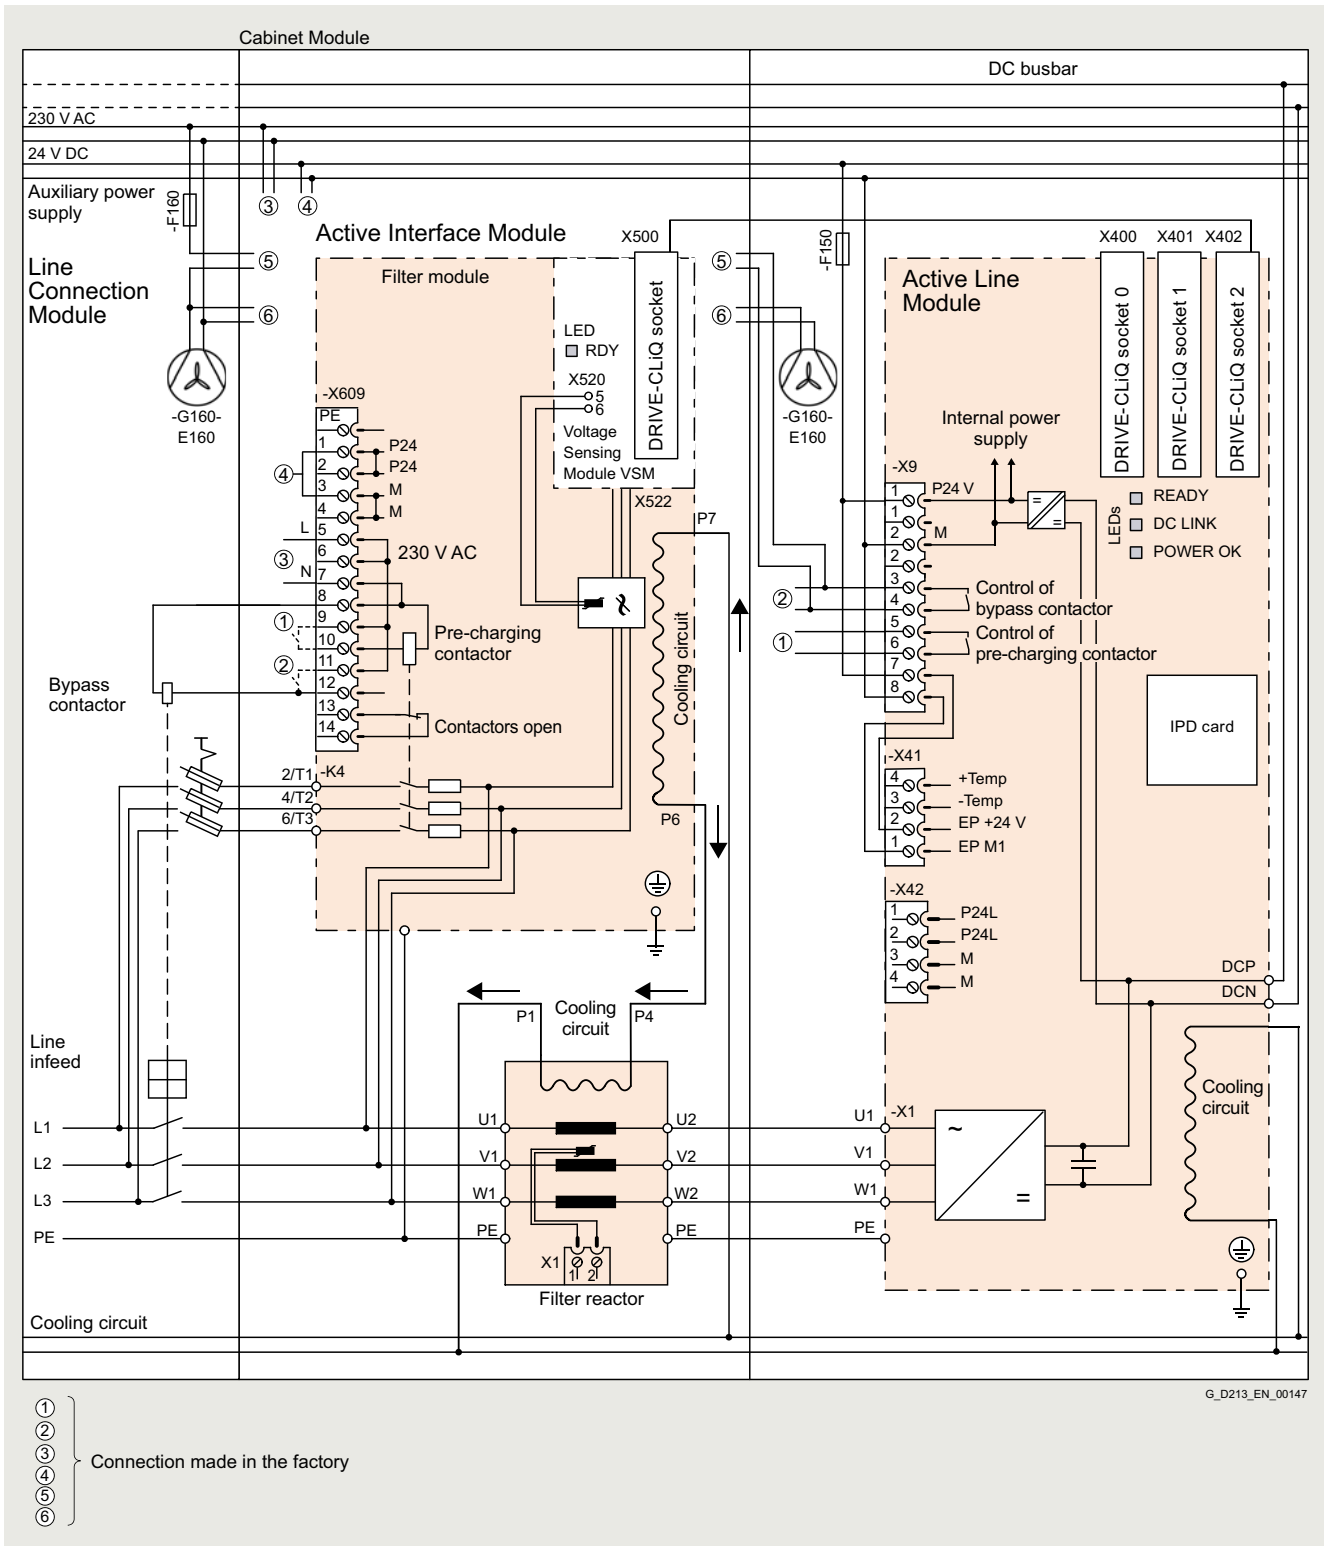 Cabinet Module
DC busbar
230 V AC
24 V DC
Auxiliary power
supply
-F160
③
④
Active Interface Module
X500
-F150
X400
X401
X402
Line
Connection
Module
⑤
⑥
Filter module
⑤
⑥
Active Line
Module
LED
RDY
X520
5
6
Voltage
Sensing
Module VSM
DRIVE-CLiQ socket
DRIVE-CLiQ socket 0
DRIVE-CLiQ socket 1
DRIVE-CLiQ socket 2
-G160-
E160
-G160-
E160
-X609
PE
1
2
3
4
5
6
7
8
9
10
11
12
13
14
P24
P24
M
M
④
L
③
N
230 V AC
①
②
Pre-charging
contactor
Contactors open
X522
P7
Cooling circuit
P6
Internal power
supply
-X9
1
1
2
2
3
4
5
6
7
8
P24 V
M
=
=
LEDs
READY
DC LINK
POWER OK
②
Control of
bypass contactor
①
Control of
pre-charging contactor
IPD card
Bypass
contactor
2/T1
4/T2
6/T3
-K4
-X41
4
3
2
1
+Temp
-Temp
EP +24 V
EP M1
-X42
1
2
3
4
P24L
P24L
M
M
DCP
DCN
P1
Cooling
circuit
P4
Line
infeed
L1
L2
L3
PE
U1
V1
W1
PE
U2
V2
W2
PE
X1
1
2
Filter reactor
U1
V1
W1
PE
-X1
~
=
Cooling
circuit
Cooling circuit
G_D213_EN_00147
①
②
③
④
⑤
⑥
Connection made in the factory